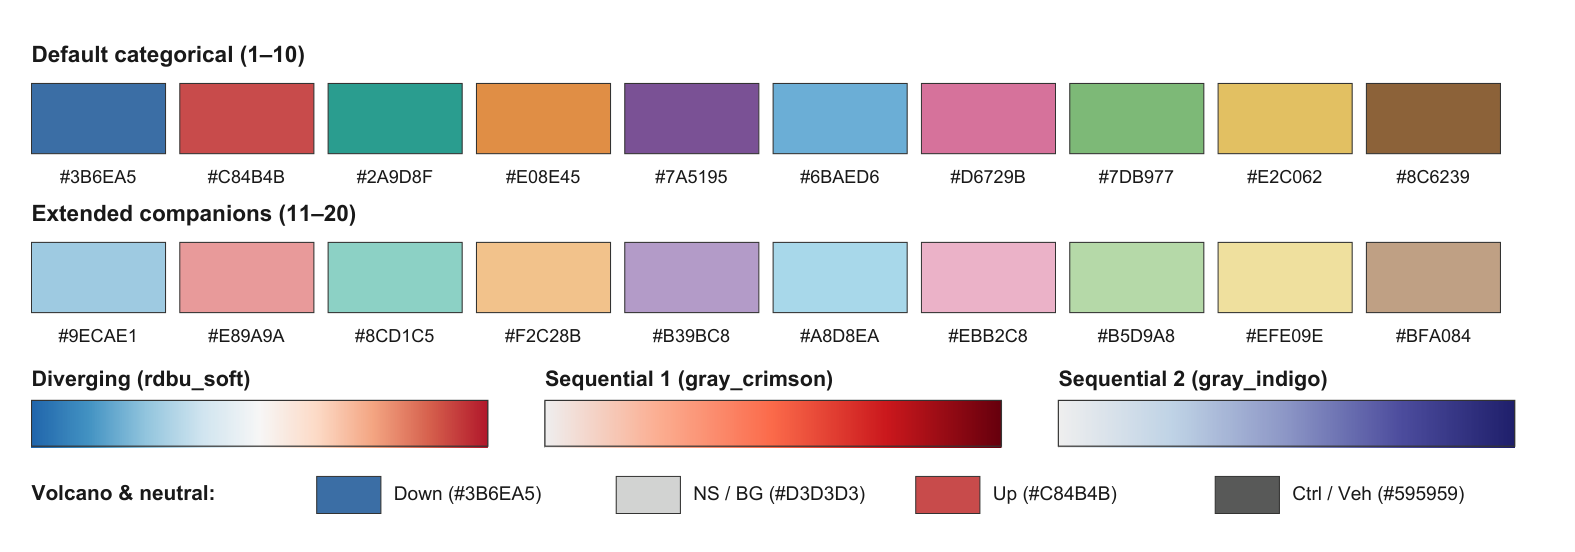 Default categorical (1–10)
#3B6EA5 #C84B4B #2A9D8F #E08E45 #7A5195 #6BAED6 #D6729B #7DB977 #E2C062 #8C6239
Extended companions (11–20)
#9ECAE1 #E89A9A #8CD1C5 #F2C28B #B39BC8 #A8D8EA #EBB2C8 #B5D9A8 #EFE09E #BFA084
Diverging (rdbu_soft) Sequential 1 (gray_crimson) Sequential 2 (gray_indigo)
Volcano & neutral: Down (#3B6EA5) NS / BG (#D3D3D3) Up (#C84B4B) Ctrl / Veh (#595959)